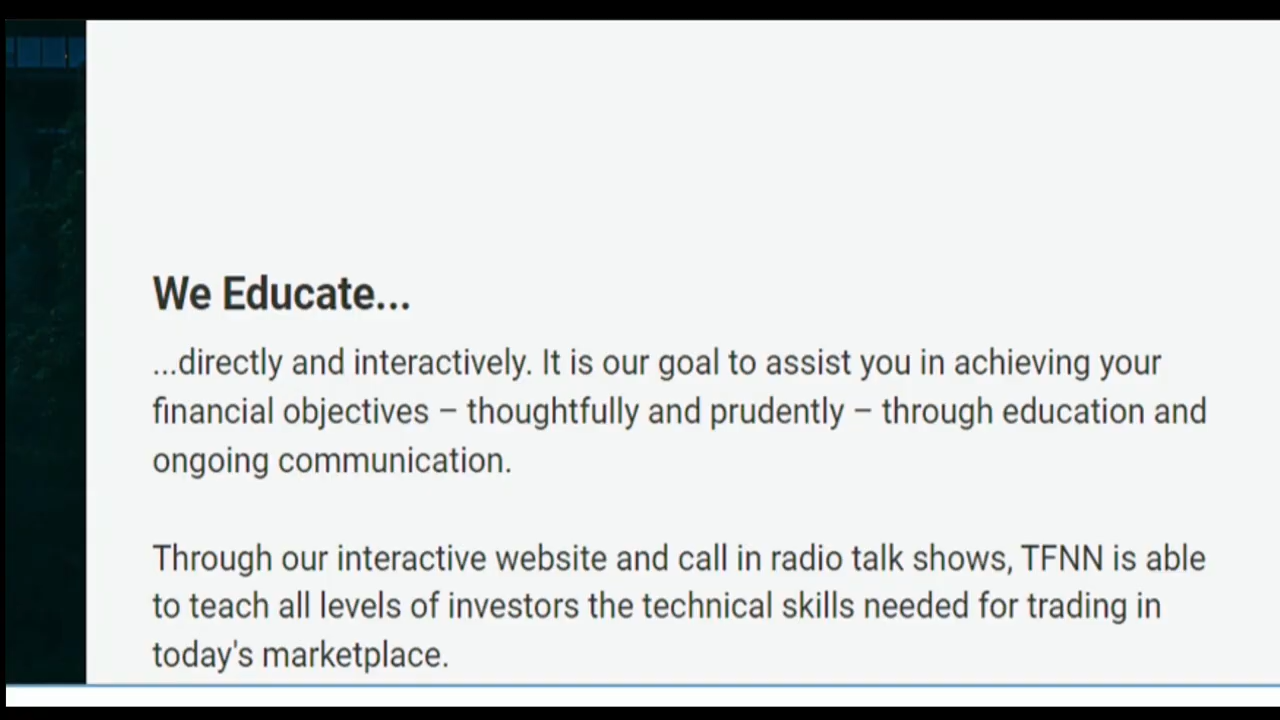 We Educate...
...directly and interactively. It is our goal to assist you in achieving your
financial objectives – thoughtfully and prudently – through education and
ongoing communication.
Through our interactive website and call in radio talk shows, TFNN is able
to teach all levels of investors the technical skills needed for trading in
today's marketplace.